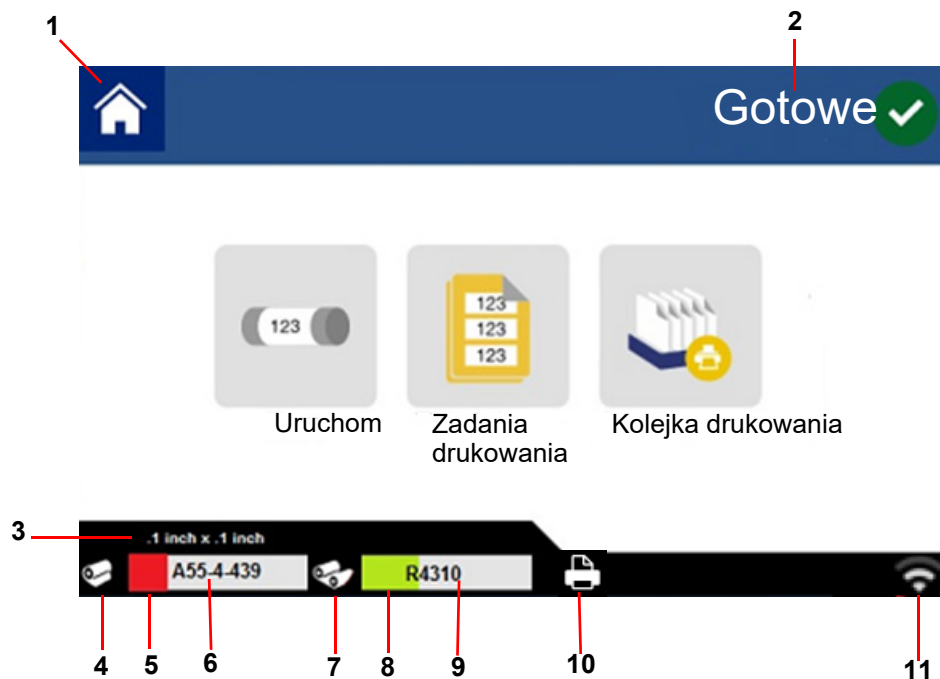 1
2
Gotowe
123
123
123
123
Uruchom
Zadania
drukowania
Kolejka drukowania
3
.1 inch x .1 inch
A55-4-439
R4310
4
5
6
7
8
9
10
11